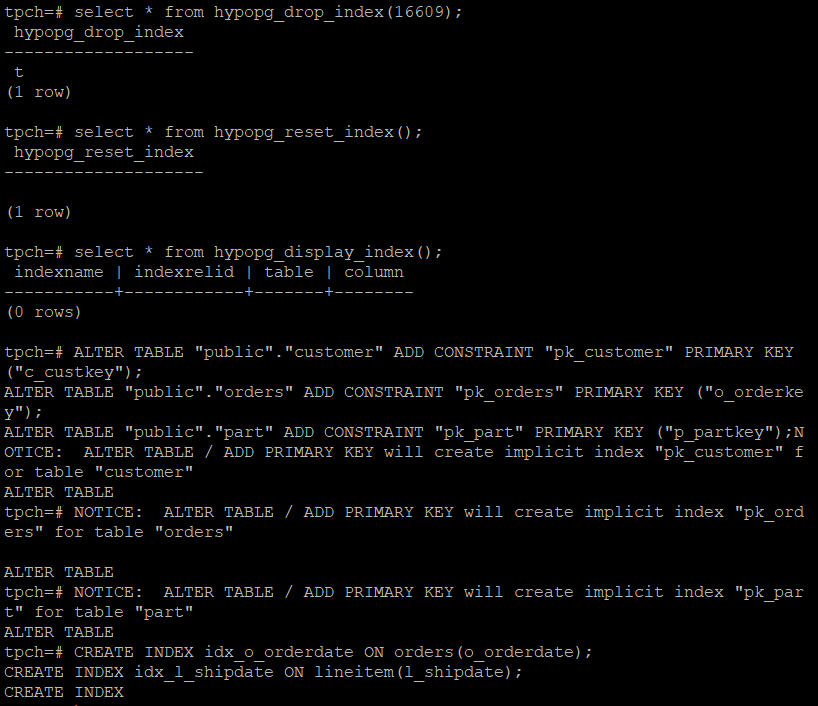 tpch=# select * from hypopg_drop_index(16609);
 hypopg_drop_index
-------------------
 t
(1 row)

tpch=# select * from hypopg_reset_index();
 hypopg_reset_index
--------------------

(1 row)

tpch=# select * from hypopg_display_index();
 indexname | indexrelid | table | column
-----------+------------+-------+--------
(0 rows)

tpch=# ALTER TABLE "public"."customer" ADD CONSTRAINT "pk_customer" PRIMARY KEY
("c_custkey");
ALTER TABLE "public"."orders" ADD CONSTRAINT "pk_orders" PRIMARY KEY ("o_orderke
y");
ALTER TABLE "public"."part" ADD CONSTRAINT "pk_part" PRIMARY KEY ("p_partkey");N
OTICE:  ALTER TABLE / ADD PRIMARY KEY will create implicit index "pk_customer" f
or table "customer"
ALTER TABLE
tpch=# NOTICE:  ALTER TABLE / ADD PRIMARY KEY will create implicit index "pk_ord
ers" for table "orders"

ALTER TABLE
tpch=# NOTICE:  ALTER TABLE / ADD PRIMARY KEY will create implicit index "pk_par
t" for table "part"
ALTER TABLE
tpch=# CREATE INDEX idx_o_orderdate ON orders(o_orderdate);
CREATE INDEX idx_l_shipdate ON lineitem(l_shipdate);
CREATE INDEX